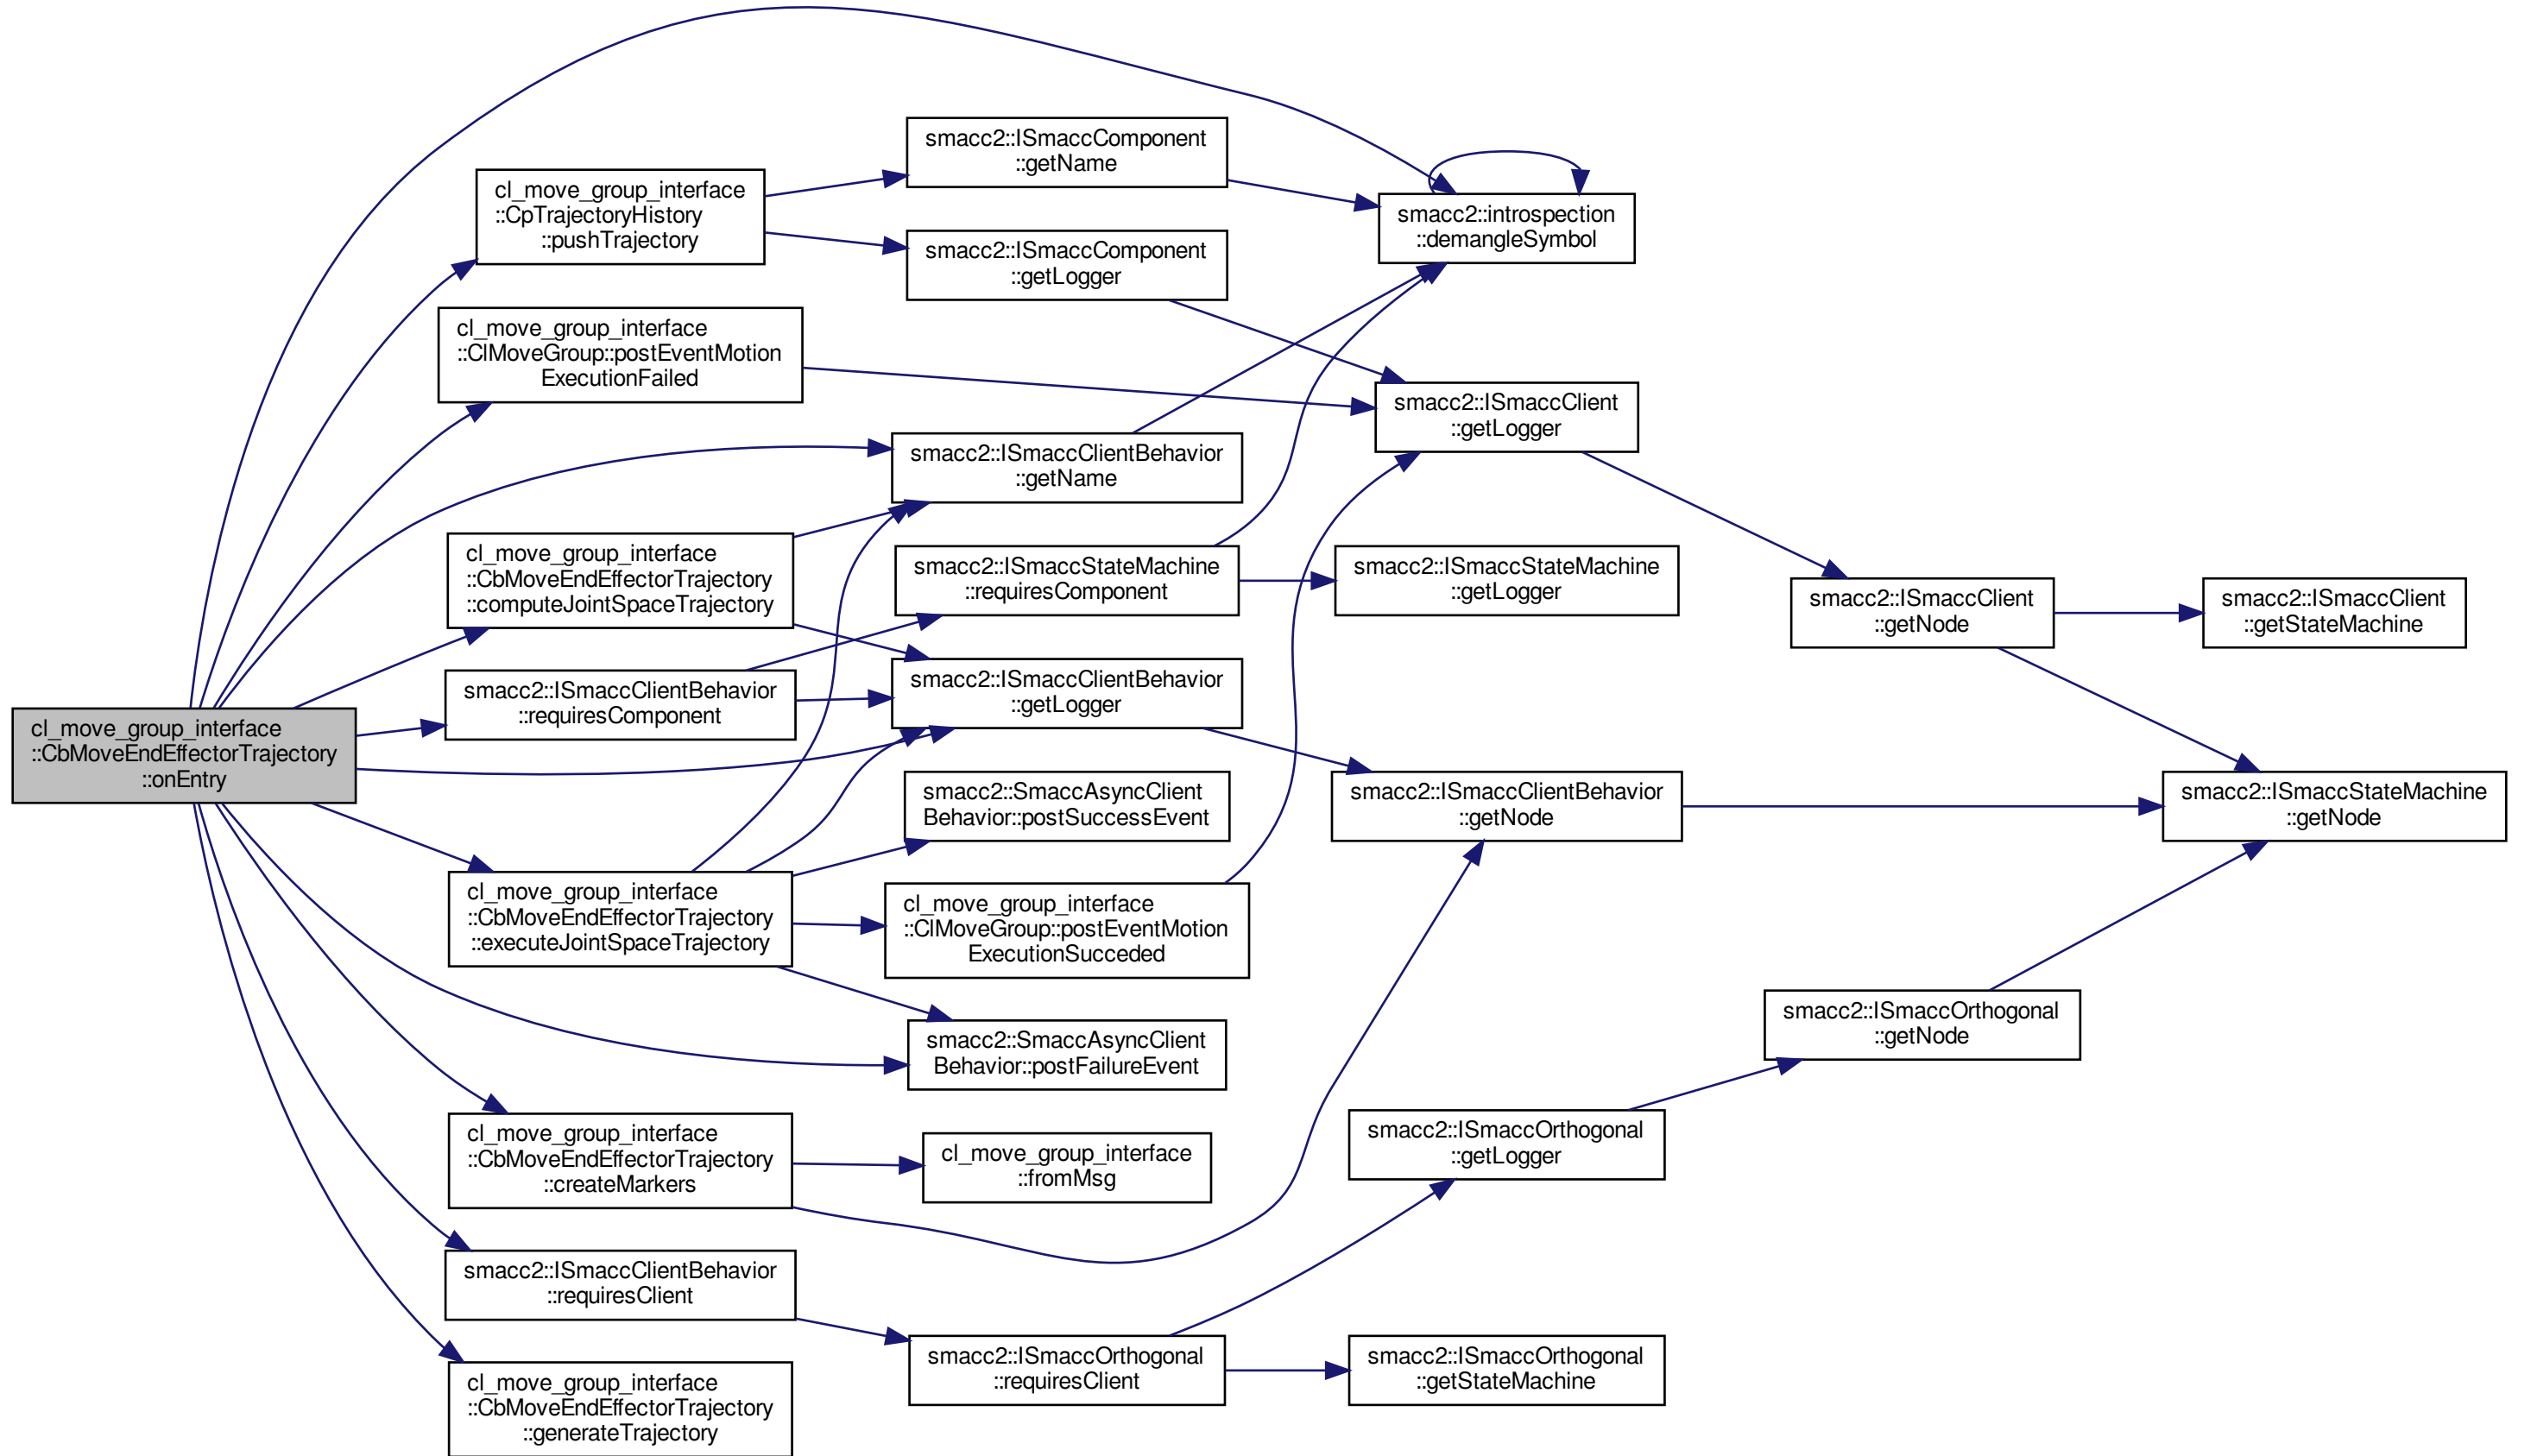 cl_move_group_interface
::CbMoveEndEffectorTrajectory
::onEntry
cl_move_group_interface
::CpTrajectoryHistory
::pushTrajectory
cl_move_group_interface
::ClMoveGroup::postEventMotion
ExecutionFailed
cl_move_group_interface
::CbMoveEndEffectorTrajectory
::computeJointSpaceTrajectory
smacc2::ISmaccClientBehavior
::requiresComponent
cl_move_group_interface
::CbMoveEndEffectorTrajectory
::executeJointSpaceTrajectory
cl_move_group_interface
::CbMoveEndEffectorTrajectory
::createMarkers
smacc2::ISmaccClientBehavior
::requiresClient
cl_move_group_interface
::CbMoveEndEffectorTrajectory
::generateTrajectory
smacc2::ISmaccComponent
::getName
smacc2::ISmaccComponent
::getLogger
smacc2::ISmaccClientBehavior
::getName
smacc2::ISmaccStateMachine
::requiresComponent
smacc2::ISmaccClientBehavior
::getLogger
smacc2::SmaccAsyncClient
Behavior::postSuccessEvent
cl_move_group_interface
::ClMoveGroup::postEventMotion
ExecutionSucceded
smacc2::SmaccAsyncClient
Behavior::postFailureEvent
cl_move_group_interface
::fromMsg
smacc2::ISmaccOrthogonal
::requiresClient
smacc2::introspection
::demangleSymbol
smacc2::ISmaccClient
::getLogger
smacc2::ISmaccStateMachine
::getLogger
smacc2::ISmaccClientBehavior
::getNode
smacc2::ISmaccOrthogonal
::getLogger
smacc2::ISmaccOrthogonal
::getStateMachine
smacc2::ISmaccClient
::getNode
smacc2::ISmaccOrthogonal
::getNode
smacc2::ISmaccClient
::getStateMachine
smacc2::ISmaccStateMachine
::getNode